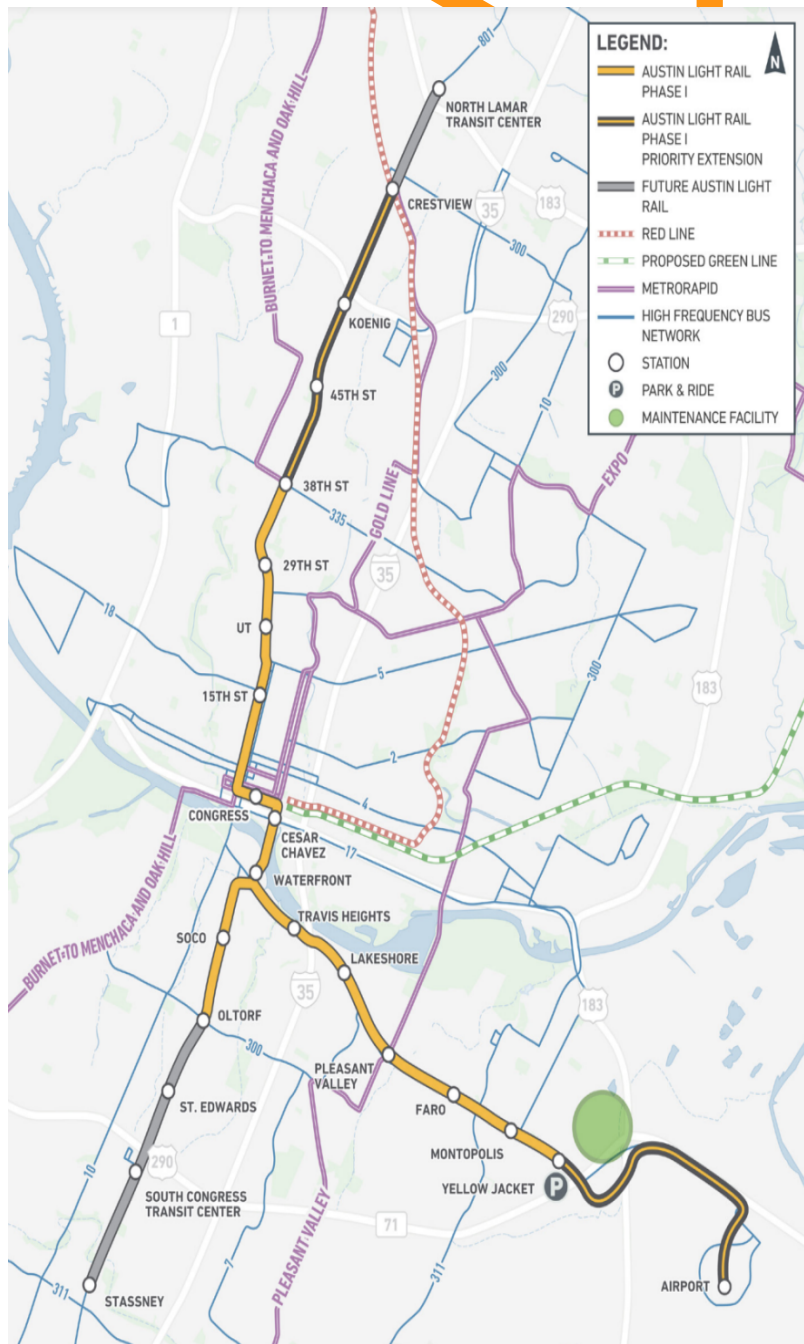 LEGEND:
N
AUSTIN LIGHT RAIL
PHASE I
AUSTIN LIGHT RAIL
PHASE I
PRIORITY EXTENSION
FUTURE AUSTIN LIGHT
RAIL
RED LINE
PROPOSED GREEN LINE
METRORAPID
HIGH FREQUENCY BUS
NETWORK
STATION
P
PARK & RIDE
MAINTENANCE FACILITY
801
NORTH LAMAR
TRANSIT CENTER
BURNET TO MENCHACA AND OAK HILL
CRESTVIEW
35
183
300
1
KOENIG
290
300
10
45TH ST
38TH ST
335
GOLD LINE
EXPO
29TH ST
35
UT
18
5
300
183
15TH ST
2
4
CONGRESS
CESAR
CHAVEZ
17
WATERFRONT
BURNET TO MENCHACA AND OAK HILL
TRAVIS HEIGHTS
SOCO
LAKESHORE
35
183
OLTORF
300
PLEASANT
VALLEY
ST. EDWARDS
FARO
MONTOPOLIS
290
10
SOUTH CONGRESS
TRANSIT CENTER
YELLOW JACKET
P
71
PLEASANT VALLEY
7
311
311
STASSNEY
AIRPORT